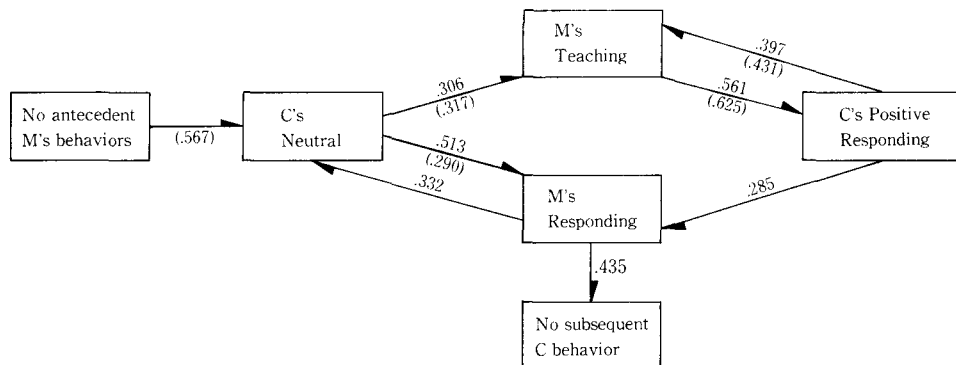 M's
Teaching
.397
(.431)
.306
(.317)
.561
(.625)
No antecedent
M's behaviors
(.567)
C's
Neutral
C's Positive
Responding
.513
(.290)
.332
M's
Responding
.285
.435
No subsequent
C behavior